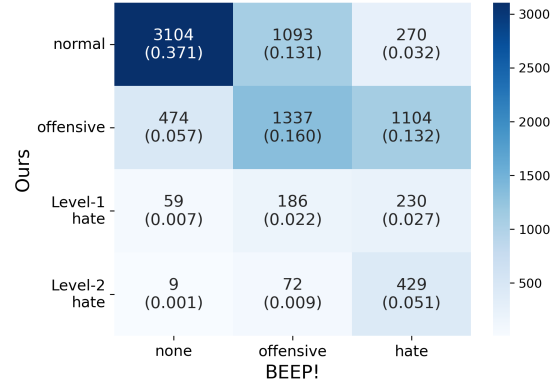 Ours
normal
offensive
Level-1
hate
Level-2
hate
3104
(0.371)
1093
(0.131)
270
(0.032)
474
(0.057)
1337
(0.160)
1104
(0.132)
59
(0.007)
186
(0.022)
230
(0.027)
9
(0.001)
72
(0.009)
429
(0.051)
none
offensive
hate
BEEP!
3000
2500
2000
1500
1000
500